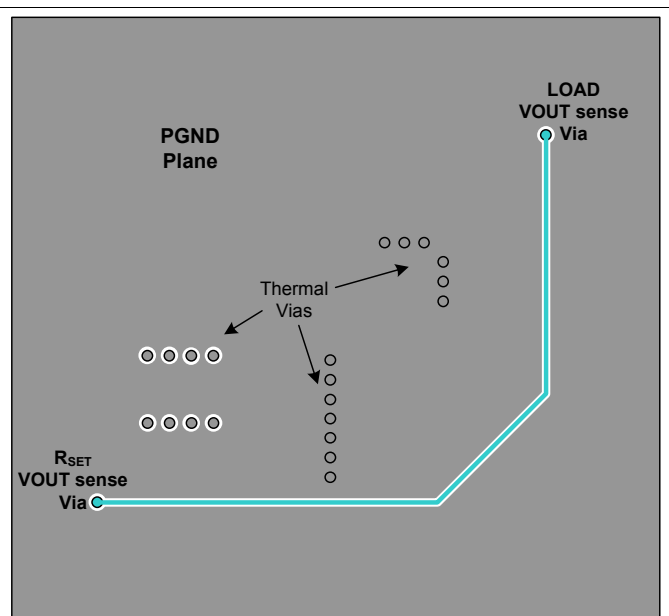 LOAD
VOUT sense
Via
PGND
Plane
Thermal
Vias
RSET
VOUT sense
Via